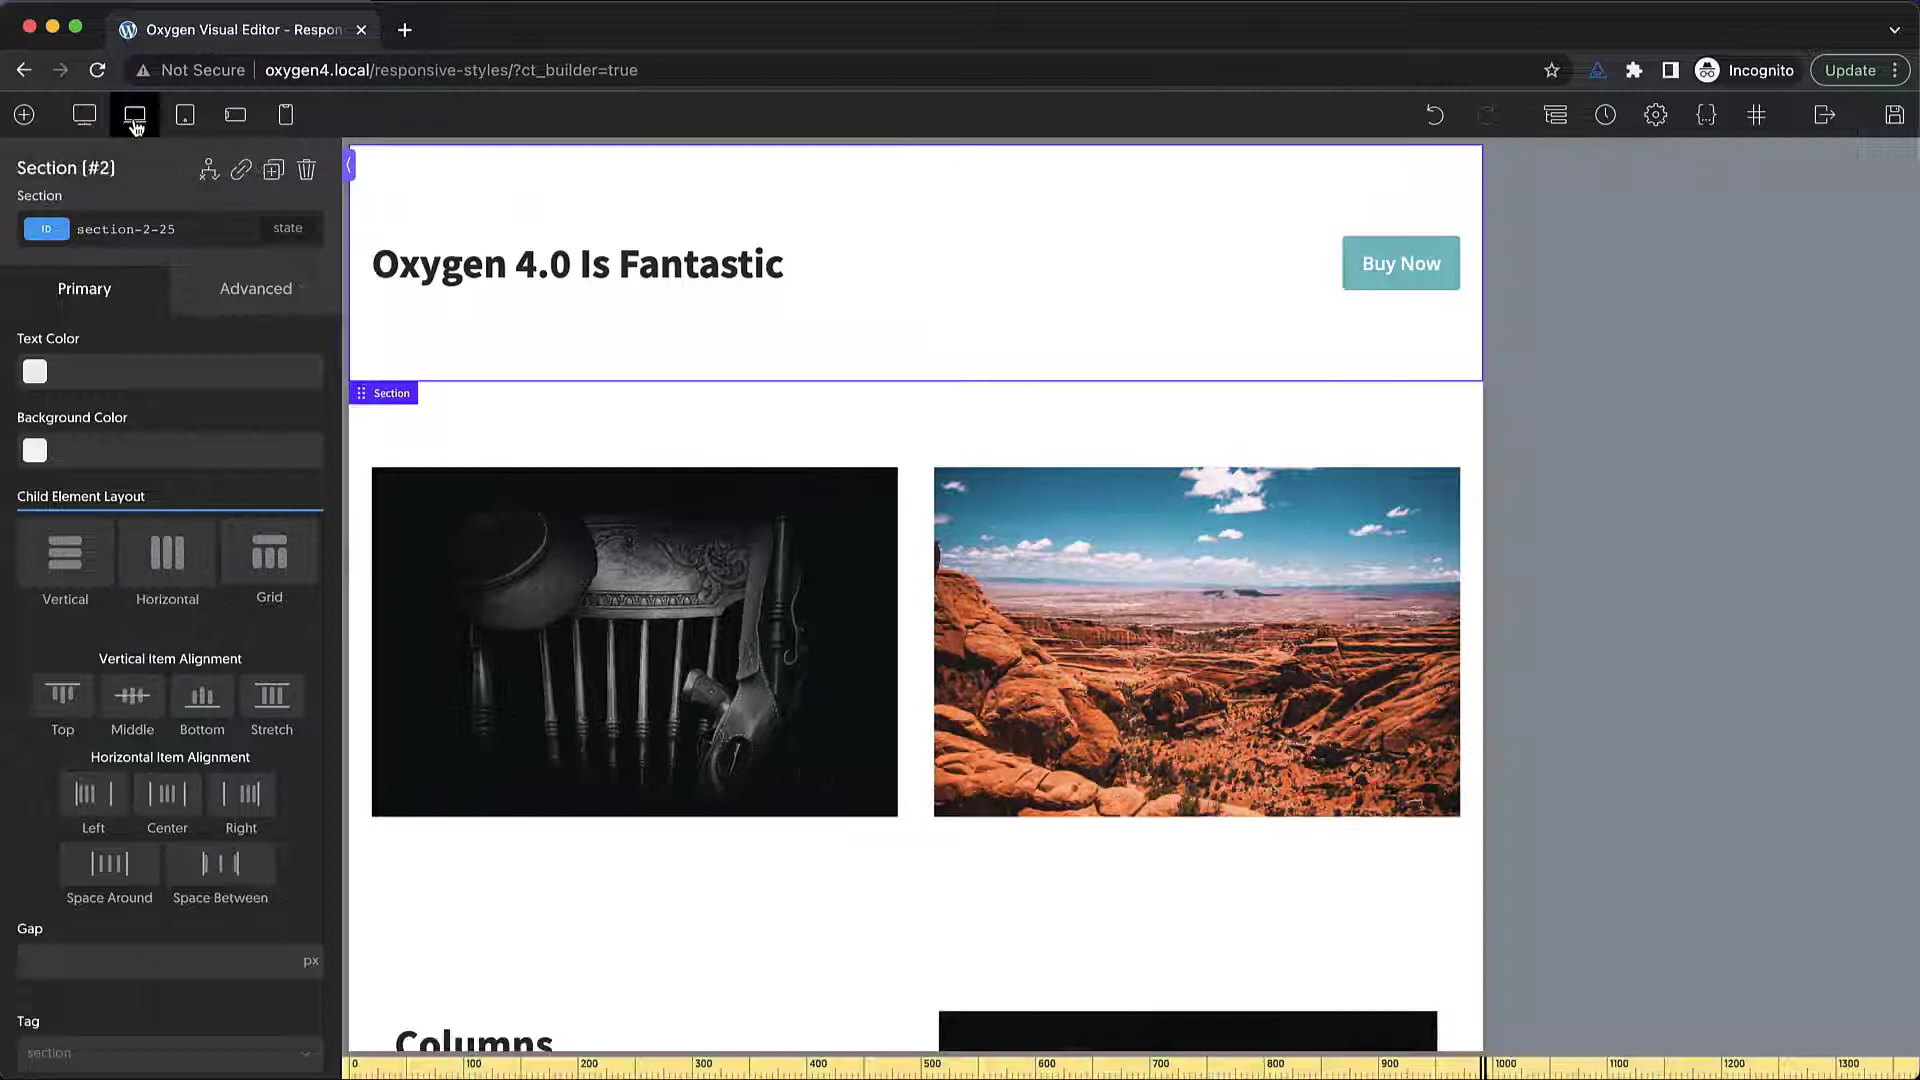 Oxygen Visual Editor - Respon
Not Secure
oxygen4.local/responsive-styles/?ct_builder=true
Incognito
Update
Section (#2)
Section
ID
section-2-25
state
Primary
Advanced
Text Color
Background Color
Child Element Layout
Vertical
Horizontal
Grid
Vertical Item Alignment
Top
Middle
Bottom
Stretch
Horizontal Item Alignment
Left
Center
Right
Space Around
Space Between
Gap
px
Tag
section
Oxygen 4.0 Is Fantastic
Buy Now
Section
Columns
0 100 200 300 400 500 600 700 800 900 1000 1100 1200 1300